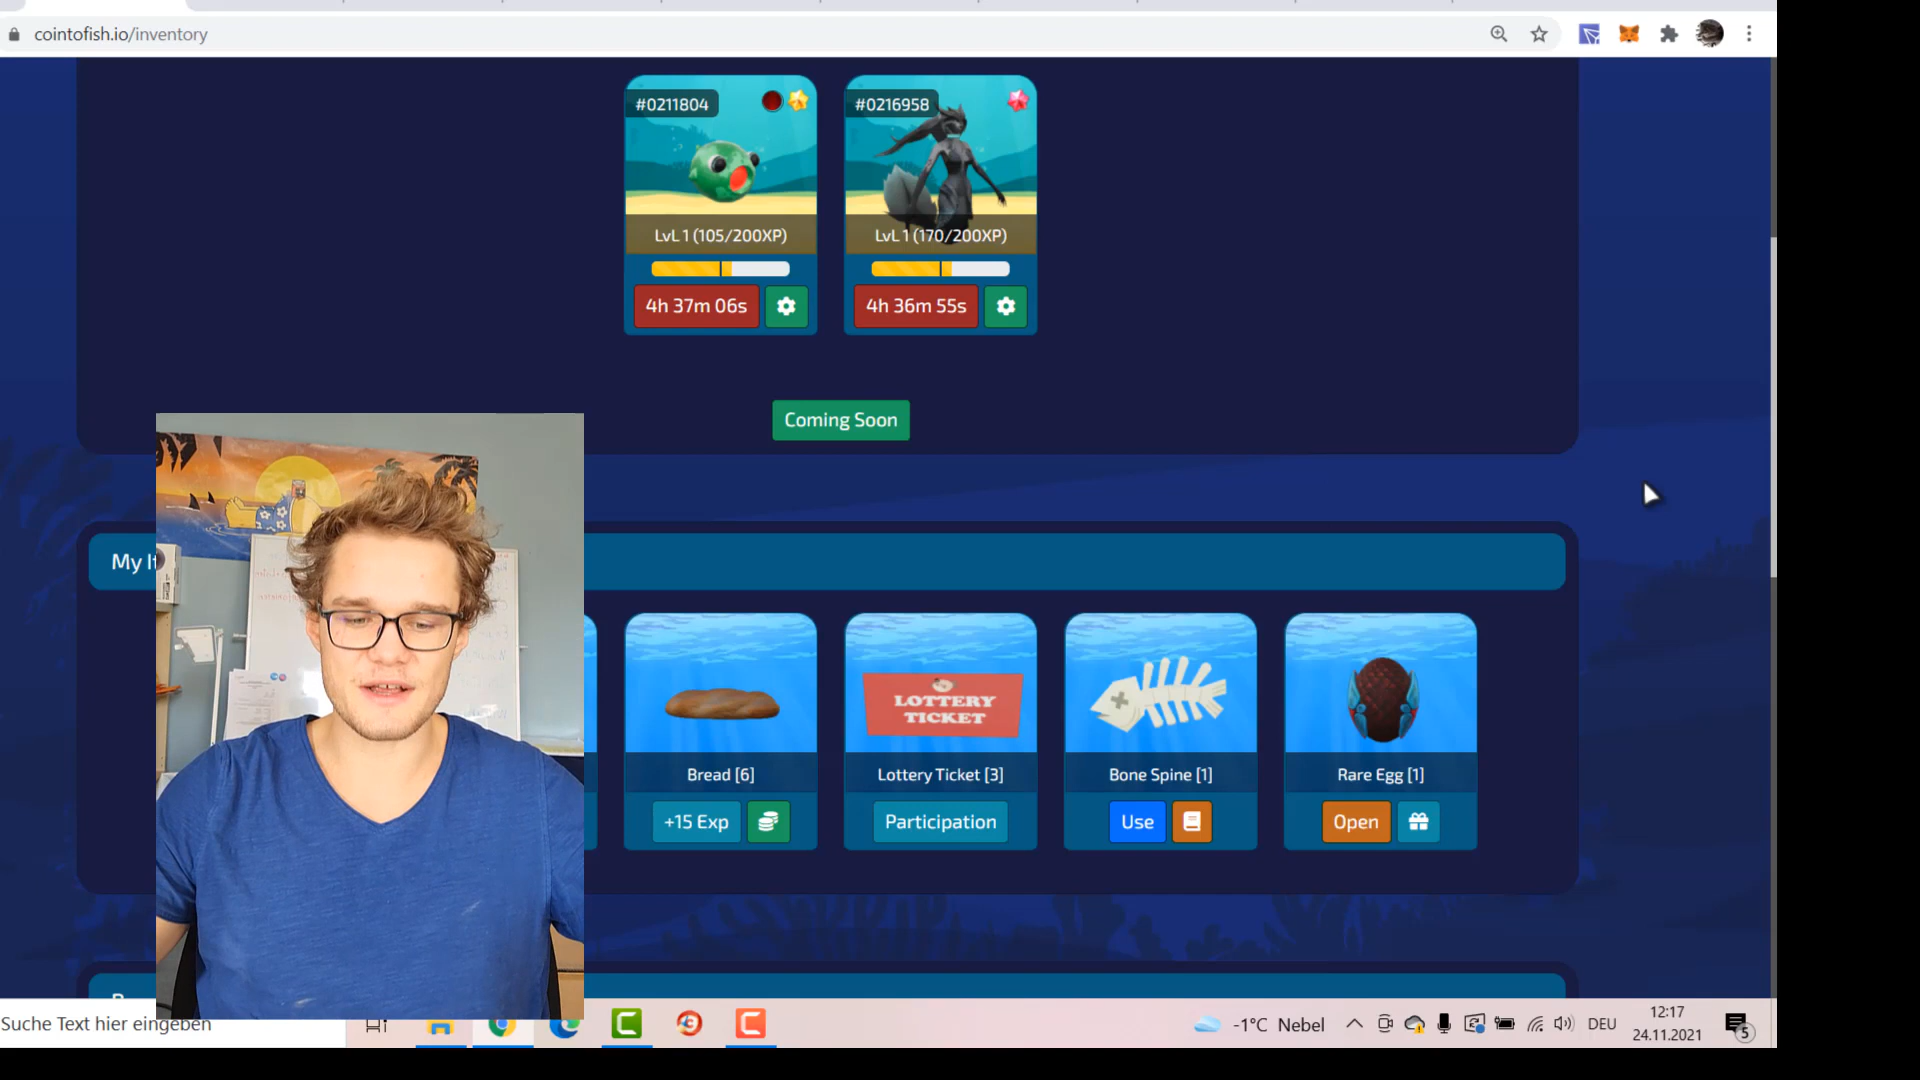 cointofish.io/inventory
#0211804
#0216958
LvL 1 (105/200XP)
LvL 1 (170/200XP)
4h 37m 06s
4h 36m 55s
Coming Soon
My It
LOTTERY
TICKET
Bread [6]
Lottery Ticket [3]
Bone Spine [1]
Rare Egg [1]
+15 Exp
Participation
Use
Open
Suche Text hier eingeben
-1°C Nebel
DEU
12:17
24.11.2021
5